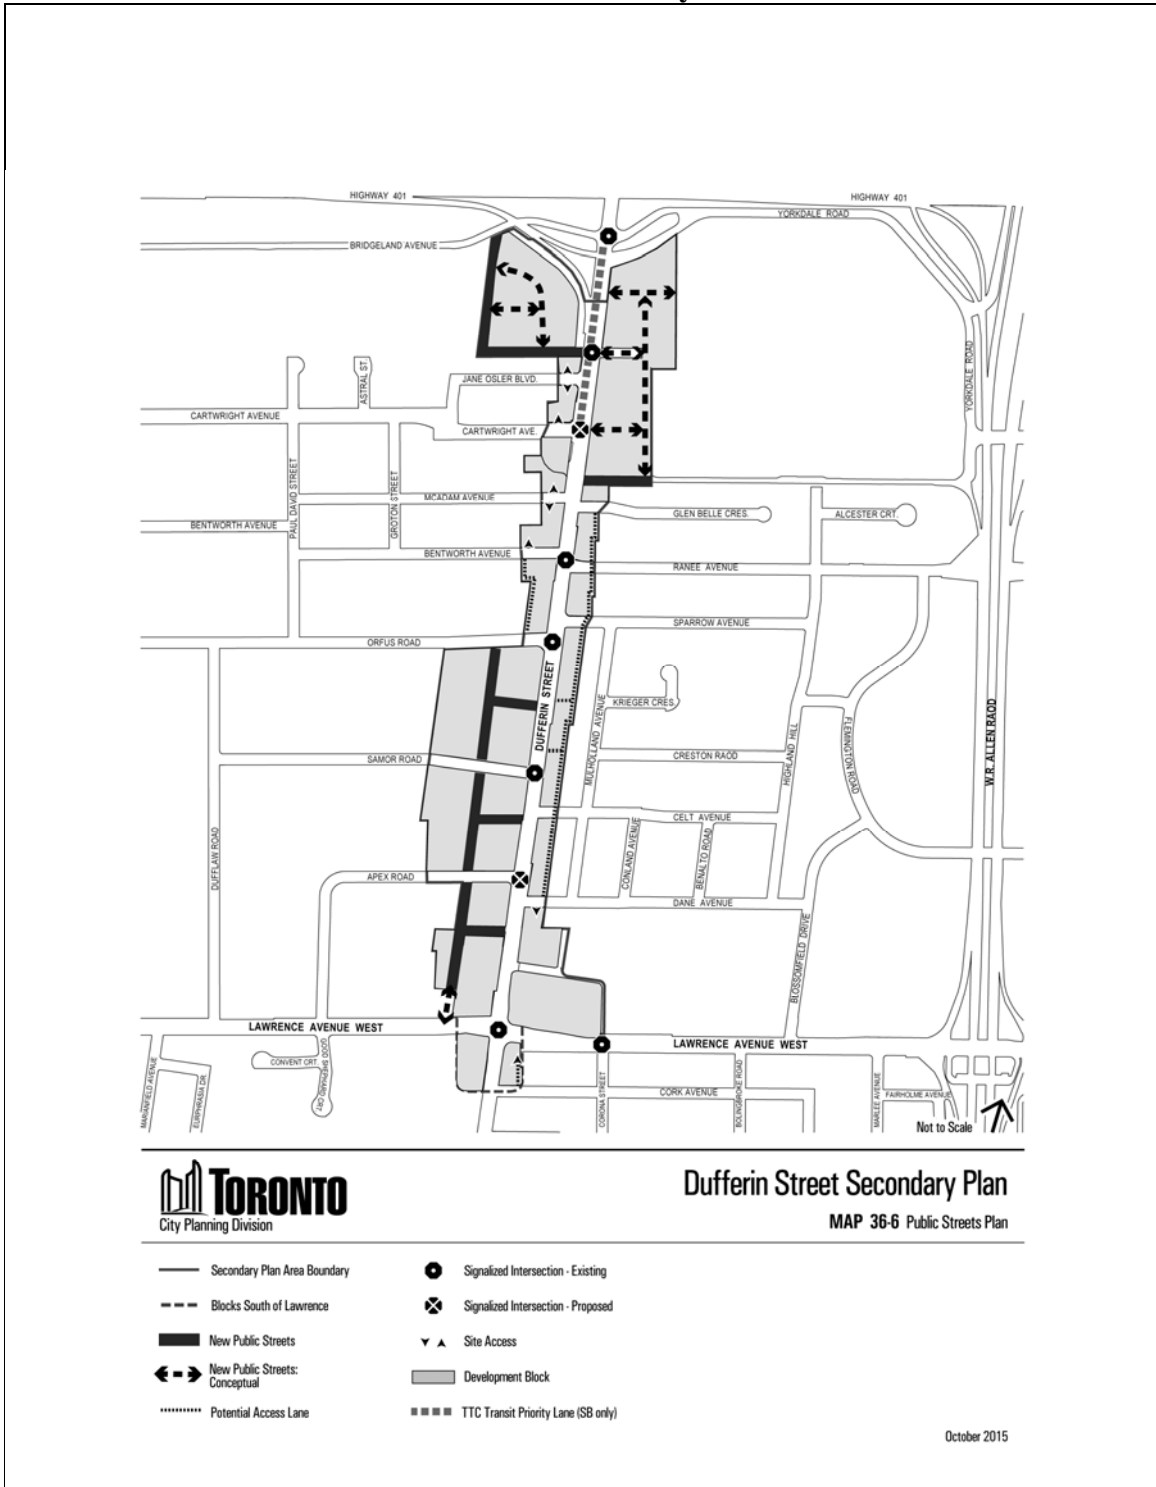 HIGHWAY 401
HIGHWAY 401
YORKDALE ROAD
BRIDGELAND AVENUE
YORKDALE ROAD
ASTRAL ST.
JANE OSLER BLVD.
CARTWRIGHT AVENUE
CARTWRIGHT AVE.
PAUL DAVID STREET
GROTON STREET
MCADAM AVENUE
GLEN BELLE CRES.
ALCESTER CRT.
BENTWORTH AVENUE
BENTWORTH AVENUE
RANEE AVENUE
SPARROW AVENUE
ORFUS ROAD
DUFFERIN STREET
MULHOLLAND AVENUE
KRIEGER CRES.
HIGHLAND HILL
FLEMINGTON ROAD
W.R. ALLEN RAOD
CRESTON RAOD
SAMOR ROAD
CELT AVENUE
DUFFLAW ROAD
CONLAND AVENUE
BENALTO ROAD
APEX ROAD
DANE AVENUE
BLOSSOMFIELD DRIVE
LAWRENCE AVENUE WEST
LAWRENCE AVENUE WEST
CONVENT CRT.
GOOD SHEPHARD CRT
MARIANFIELD AVENUE
EUPHRASIA DR.
CORONA STREET
CORK AVENUE
BOLINGBROKE ROAD
MARLEE AVENUE
FAIRHOLME AVENUE
Not to Scale
TORONTO
City Planning Division
Dufferin Street Secondary Plan
MAP 36-6 Public Streets Plan
Secondary Plan Area Boundary
Signalized Intersection - Existing
Blocks South of Lawrence
Signalized Intersection - Proposed
New Public Streets
Site Access
New Public Streets:
Conceptual
Development Block
Potential Access Lane
TTC Transit Priority Lane (SB only)
October 2015